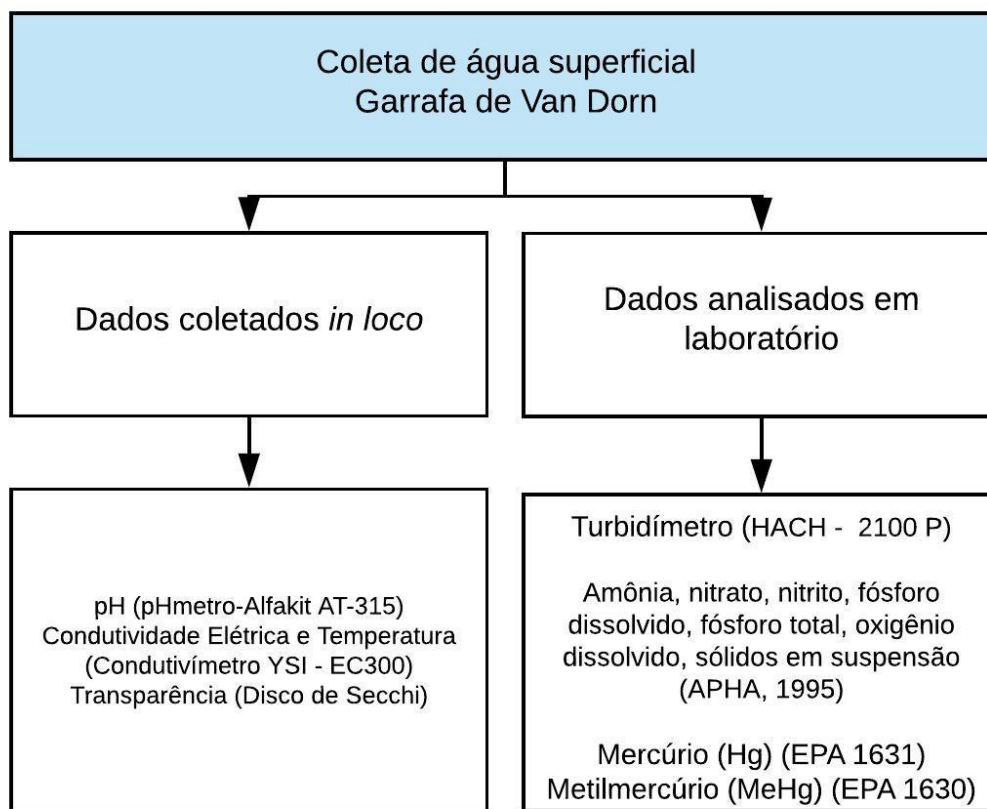 Coleta de água superficial
Garrafa de Van Dorn
Dados coletados in loco
Dados analisados em
laboratório
pH (pHmetro-Alfakit AT-315)
Condutividade Elétrica e Temperatura
(Condutivímetro YSI - EC300)
Transparência (Disco de Secchi)
Turbidímetro (HACH - 2100 P)
Amônia, nitrato, nitrito, fósforo
dissolvido, fósforo total, oxigênio
dissolvido, sólidos em suspensão
(APHA, 1995)
Mercúrio (Hg) (EPA 1631)
Metilmercúrio (MeHg) (EPA 1630)